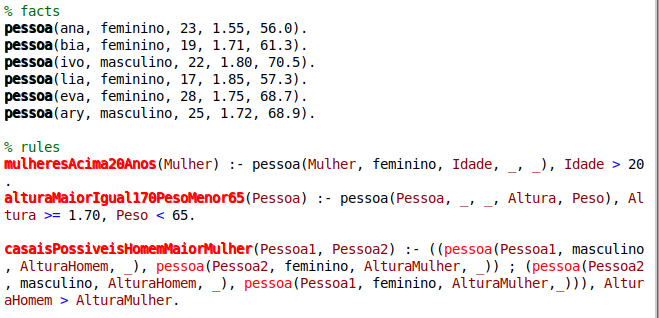 % facts
pessoa(ana, feminino, 23, 1.55, 56.0).
pessoa(bia, feminino, 19, 1.71, 61.3).
pessoa(ivo, masculino, 22, 1.80, 70.5).
pessoa(lia, feminino, 17, 1.85, 57.3).
pessoa(eva, feminino, 28, 1.75, 68.7).
pessoa(ary, masculino, 25, 1.72, 68.9).
% rules
mulheresAcima20Anos(Mulher) :- pessoa(Mulher, feminino, Idade, _, _), Idade > 20
.
alturaMaiorIgual170PesoMenor65(Pessoa) :- pessoa(Pessoa, _, _, Altura, Peso), Al
tura >= 1.70, Peso < 65.
casaisPossiveisHomemMaiorMulher(Pessoa1, Pessoa2) :- ((pessoa(Pessoa1, masculino
, AlturaHomem, _), pessoa(Pessoa2, feminino, AlturaMulher, _)) ; (pessoa(Pessoa2
, masculino, AlturaHomem, _), pessoa(Pessoa1, feminino, AlturaMulher,_))), Altur
aHomem > AlturaMulher.